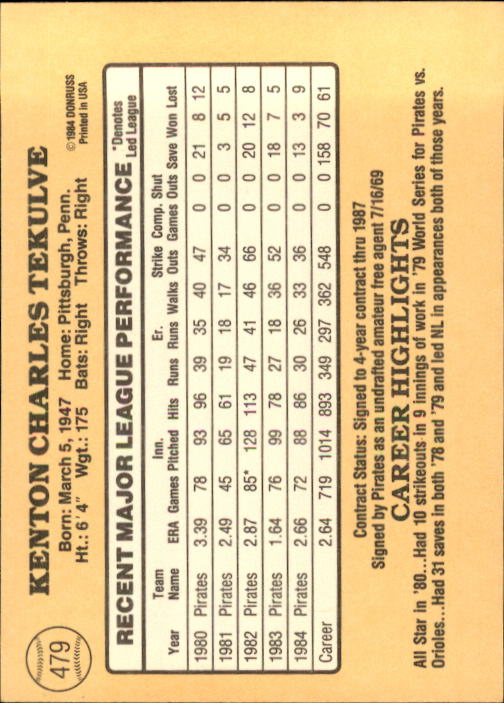 479
KENTON CHARLES TEKULVE
Born: March 5, 1947 Home: Pittsburgh, Penn.
Ht.: 6'4" Wgt.: 175 Bats: Right Throws: Right
©1984 DONRUSS
Printed in USA
RECENT MAJOR LEAGUE PERFORMANCE *Denotes Led League
Year Team Name ERA Games Inn. Pitched Hits Runs Er. Runs Walks Strike Outs Comp. Games Shut Outs Save Won Lost
1980 Pirates 3.39 78 93 96 39 35 40 47 0 0 21 8 12
1981 Pirates 2.49 45 65 61 19 18 17 34 0 0 3 5 5
1982 Pirates 2.87 85* 128 113 47 41 46 66 0 0 20 12 8
1983 Pirates 1.64 76 99 78 27 18 36 52 0 0 18 7 5
1984 Pirates 2.66 72 88 86 30 26 33 36 0 0 13 3 9
Career 2.64 719 1014 893 349 297 362 548 0 0 158 70 61
Contract Status: Signed to 4-year contract thru 1987
Signed by Pirates as an undrafted amateur free agent 7/16/69
CAREER HIGHLIGHTS
All Star in '80...Had 10 strikeouts in 9 innings of work in '79 World Series for Pirates vs.
Orioles...Had 31 saves in both '78 and '79 and led NL in appearances both of those years.